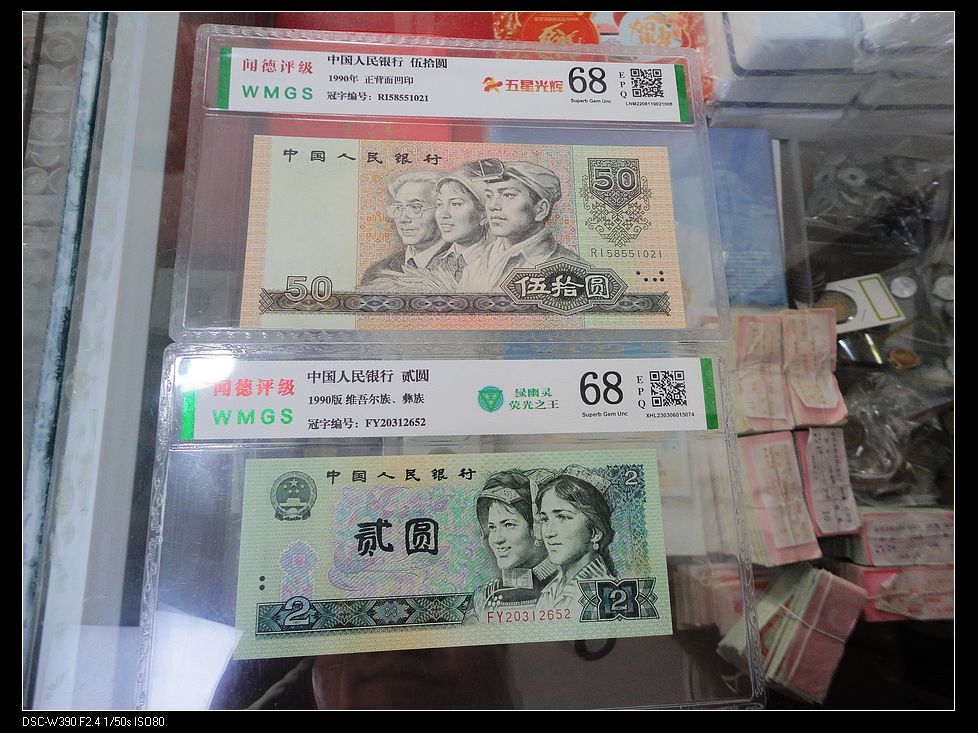 闻德评级
WMGS
中国人民银行 伍拾圆
1990年 正背面凹印
冠字编号：RI58551021
五星光辉
68
Superb Gem Unc
EPQ
LNM2208110021008
中国人民银行
50
RI58551021
50
伍拾圆
闻德评级
WMGS
中国人民银行 贰圆
1990版 维吾尔族、彝族
冠字编号：FY20312652
绿幽灵
荧光之王
68
Superb Gem Unc
EPQ
XHL230306015074
中国人民银行
2
贰圆
2
FY20312652
2
DSC-W390 F2.4 1/50s ISO80